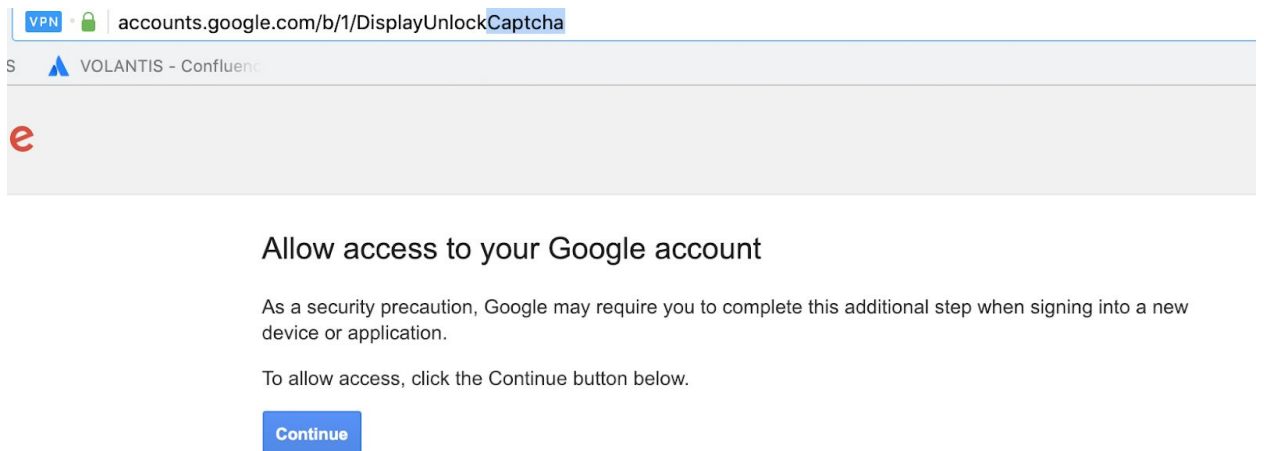 VPN accounts.google.com/b/1/DisplayUnlockCaptcha
S VOLANTIS - Confluenc
e
Allow access to your Google account
As a security precaution, Google may require you to complete this additional step when signing into a new
device or application.
To allow access, click the Continue button below.
Continue